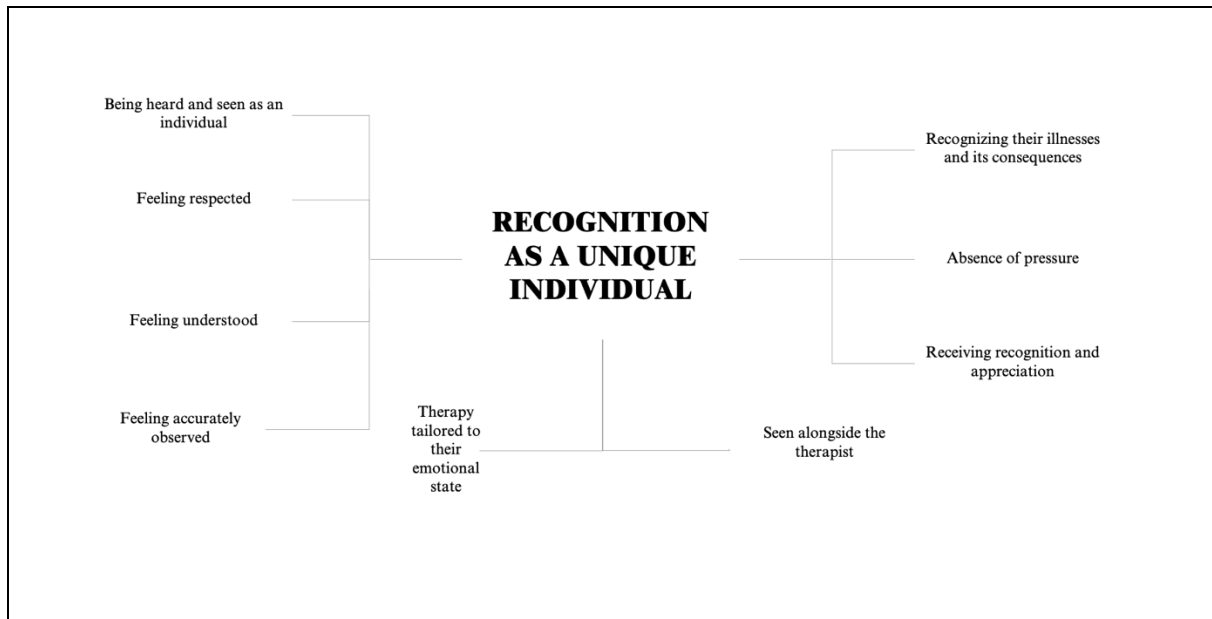 Being heard and seen as an
individual
Feeling respected
Feeling understood
Feeling accurately
observed
RECOGNITION
AS A UNIQUE
INDIVIDUAL
Therapy
tailored to
their
emotional
state
Seen alongside the
therapist
Recognizing their illnesses
and its consequences
Absence of pressure
Receiving recognition and
appreciation